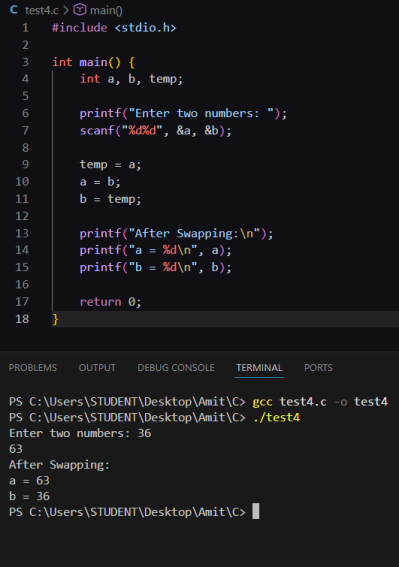 C test4.c > main()
1 #include <stdio.h>
2
3 int main() {
4     int a, b, temp;
5
6     printf("Enter two numbers: ");
7     scanf("%d%d", &a, &b);
8
9     temp = a;
10     a = b;
11     b = temp;
12
13     printf("After Swapping:\n");
14     printf("a = %d\n", a);
15     printf("b = %d\n", b);
16
17     return 0;
18 }
PROBLEMS OUTPUT DEBUG CONSOLE TERMINAL PORTS
PS C:\Users\STUDENT\Desktop\Amit\C> gcc test4.c -o test4
PS C:\Users\STUDENT\Desktop\Amit\C> ./test4
Enter two numbers: 36
63
After Swapping:
a = 63
b = 36
PS C:\Users\STUDENT\Desktop\Amit\C>